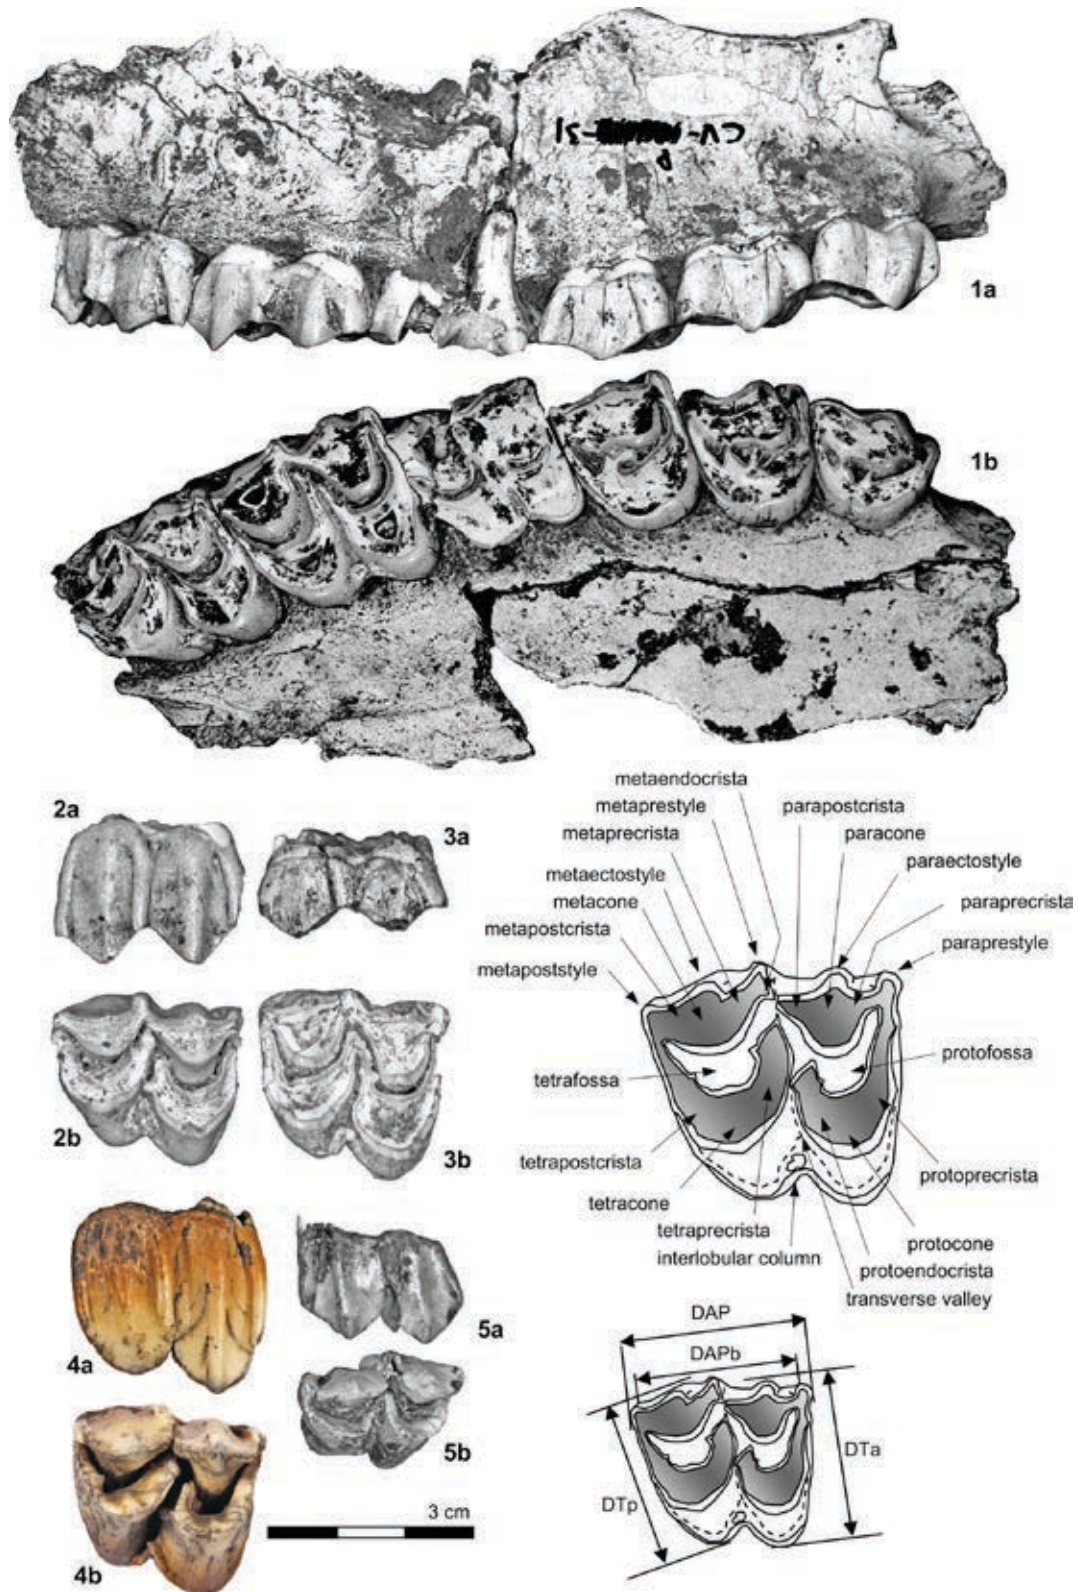 1a
CV-
-31
1b
2a
3a
2b
3b
4a
5a
5b
4b
3 cm
metaendocrista
metaprestyle
metaprecrista
metaectostyle
metacone
metapostcrista
metapoststyle
parapostcrista
paracone
paraectostyle
paraprecrista
paraprestyle
tetrafossa
protofossa
tetrapostcrista
tetracone
tetraprecrista
interlobular column
protoprecrista
protocone
protoendocrista
transverse valley
DAP
DAPb
DTa
DTp